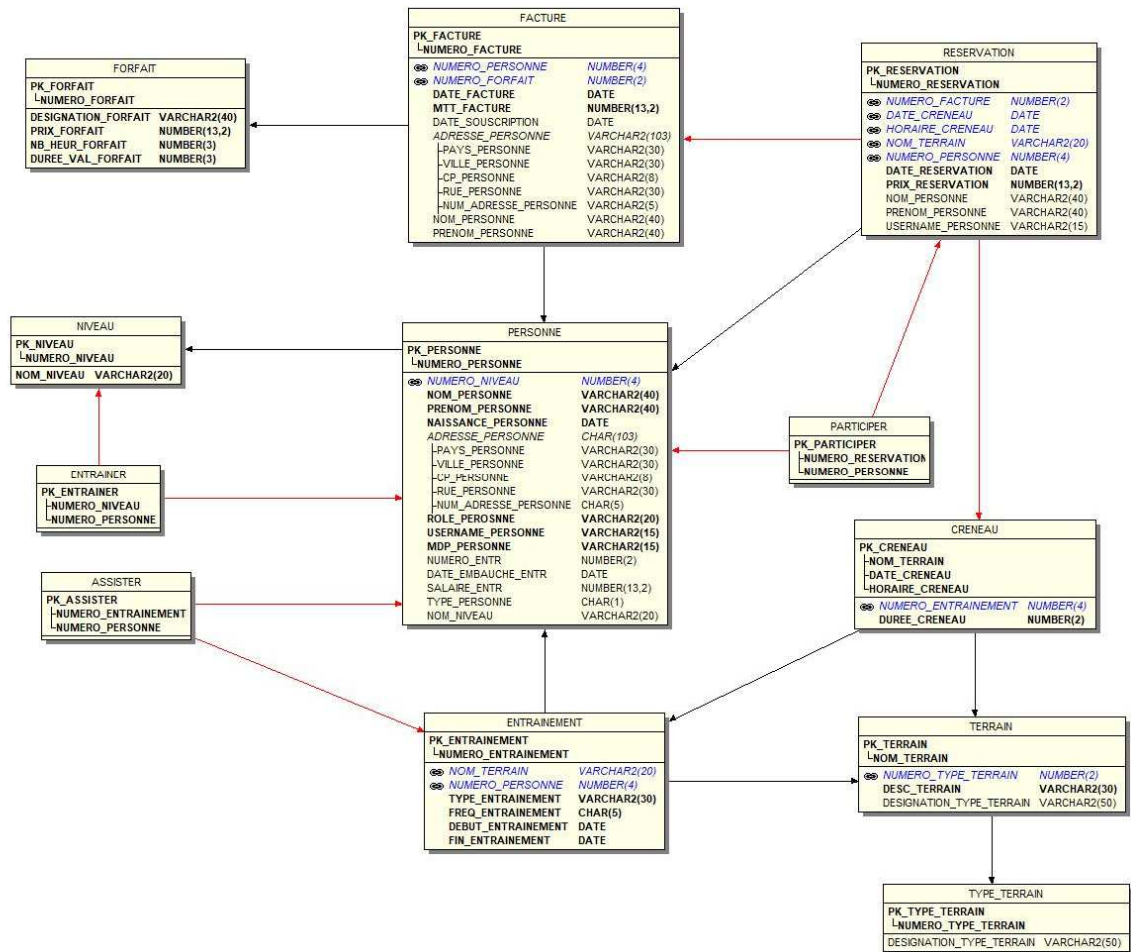 FACTURE
PK_FACTURE
NUMERO_FACTURE
NUMERO_PERSONNE NUMBER(4)
NUMERO_FORFAIT NUMBER(2)
DATE_FACTURE DATE
MTT_FACTURE NUMBER(13,2)
DATE_SOUSCRIPTION DATE
ADRESSE_PERSONNE VARCHAR2(103)
PAYS_PERSONNE VARCHAR2(30)
VILLE_PERSONNE VARCHAR2(30)
CP_PERSONNE VARCHAR2(8)
RUE_PERSONNE VARCHAR2(30)
NUM_ADRESSE_PERSONNE VARCHAR2(5)
NOM_PERSONNE VARCHAR2(40)
PRENOM_PERSONNE VARCHAR2(40)
FORFAIT
PK_FORFAIT
NUMERO_FORFAIT
DESIGNATION_FORFAIT VARCHAR2(40)
PRIX_FORFAIT NUMBER(13,2)
NB_HEUR_FORFAIT NUMBER(3)
DUREE_VAL_FORFAIT NUMBER(3)
RESERVATION
PK_RESERVATION
NUMERO_RESERVATION
NUMERO_FACTURE NUMBER(2)
DATE_CRENEAU DATE
HORAIRE_CRENEAU DATE
NOM_TERRAIN VARCHAR2(20)
NUMERO_PERSONNE NUMBER(4)
DATE_RESERVATION DATE
PRIX_RESERVATION NUMBER(13,2)
NOM_PERSONNE VARCHAR2(40)
PRENOM_PERSONNE VARCHAR2(40)
USERNAME_PERSONNE VARCHAR2(15)
NIVEAU
PK_NIVEAU
NUMERO_NIVEAU
NOM_NIVEAU VARCHAR2(20)
PERSONNE
PK_PERSONNE
NUMERO_PERSONNE
NUMERO_NIVEAU NUMBER(4)
NOM_PERSONNE VARCHAR2(40)
PRENOM_PERSONNE VARCHAR2(40)
NAISSANCE_PERSONNE DATE
ADRESSE_PERSONNE CHAR(103)
PAYS_PERSONNE VARCHAR2(30)
VILLE_PERSONNE VARCHAR2(30)
CP_PERSONNE VARCHAR2(8)
RUE_PERSONNE VARCHAR2(30)
NUM_ADRESSE_PERSONNE CHAR(5)
ROLE_PEROSNNE VARCHAR2(20)
USERNAME_PERSONNE VARCHAR2(15)
MDP_PERSONNE VARCHAR2(15)
NUMERO_ENTR NUMBER(2)
DATE_EMBAUCHE_ENTR DATE
SALAIRE_ENTR NUMBER(13,2)
TYPE_PERSONNE CHAR(1)
NOM_NIVEAU VARCHAR2(20)
PARTICIPER
PK_PARTICIPER
NUMERO_RESERVATION
NUMERO_PERSONNE
ENTRAINER
PK_ENTRAINER
NUMERO_NIVEAU
NUMERO_PERSONNE
ASSISTER
PK_ASSISTER
NUMERO_ENTRAINEMENT
NUMERO_PERSONNE
CRENEAU
PK_CRENEAU
NOM_TERRAIN
DATE_CRENEAU
HORAIRE_CRENEAU
NUMERO_ENTRAINEMENT NUMBER(4)
DUREE_CRENEAU NUMBER(2)
ENTRAINEMENT
PK_ENTRAINEMENT
NUMERO_ENTRAINEMENT
NOM_TERRAIN VARCHAR2(20)
NUMERO_PERSONNE NUMBER(4)
TYPE_ENTRAINEMENT VARCHAR2(30)
FREQ_ENTRAINEMENT CHAR(5)
DEBUT_ENTRAINEMENT DATE
FIN_ENTRAINEMENT DATE
TERRAIN
PK_TERRAIN
NOM_TERRAIN
NUMERO_TYPE_TERRAIN NUMBER(2)
DESC_TERRAIN VARCHAR2(30)
DESIGNATION_TYPE_TERRAIN VARCHAR2(50)
TYPE_TERRAIN
PK_TYPE_TERRAIN
NUMERO_TYPE_TERRAIN
DESIGNATION_TYPE_TERRAIN VARCHAR2(50)